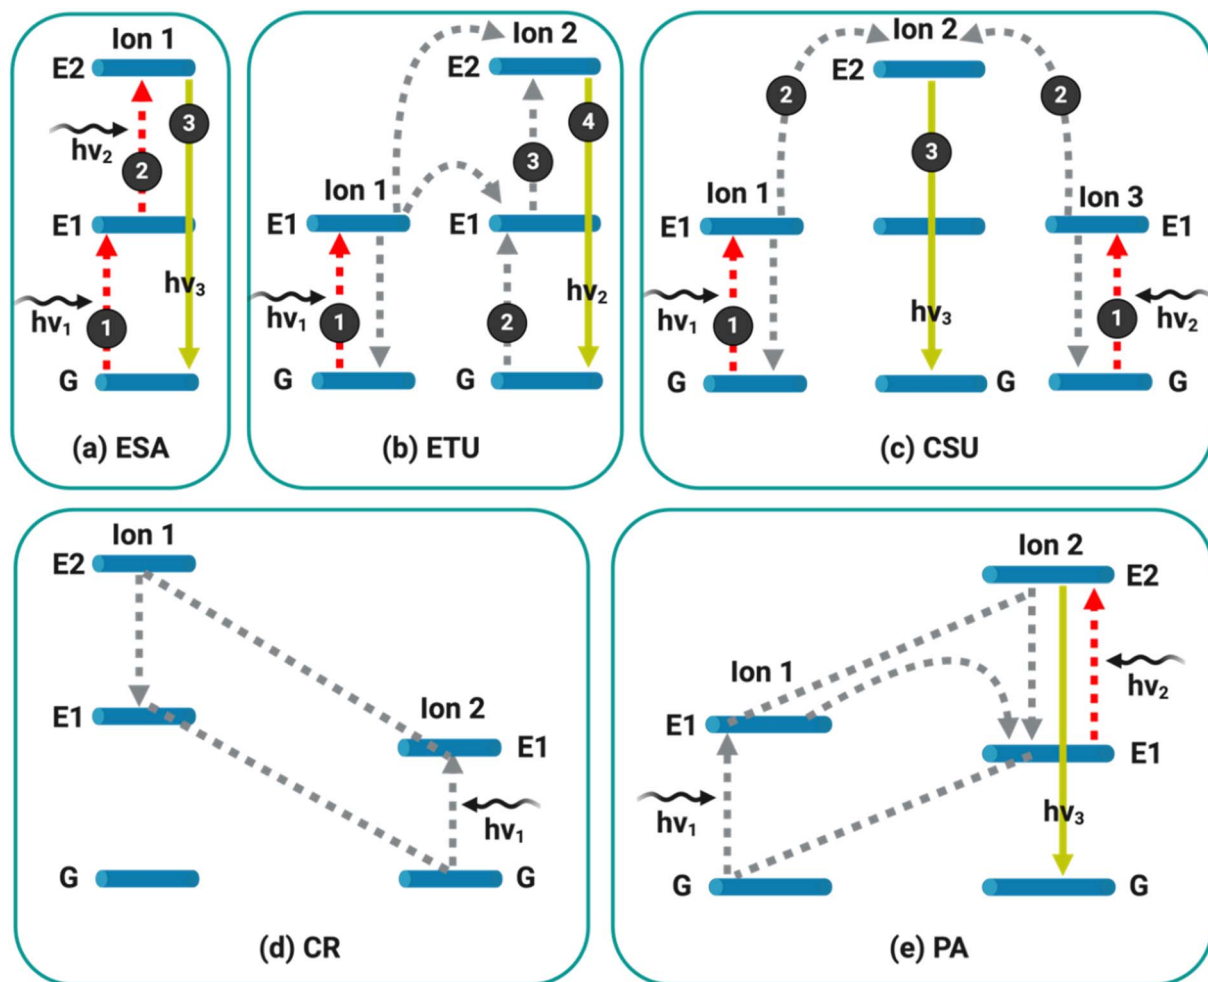 Ion 1
E2
3
hv₂
2
E1
hv₃
hv₁
1
G
(a) ESA
Ion 2
E2
4
3
Ion 1
E1
E1
hv₂
hv₁
1
2
G
G
(b) ETU
Ion 2
2
2
E2
3
Ion 1
Ion 3
E1
E1
hv₁
1
hv₃
1
hv₂
G
G
G
(c) CSU
Ion 1
E2
E1
Ion 2
E1
hv₁
G
G
(d) CR
Ion 2
E2
Ion 1
hv₂
E1
E1
hv₁
hv₃
G
G
(e) PA